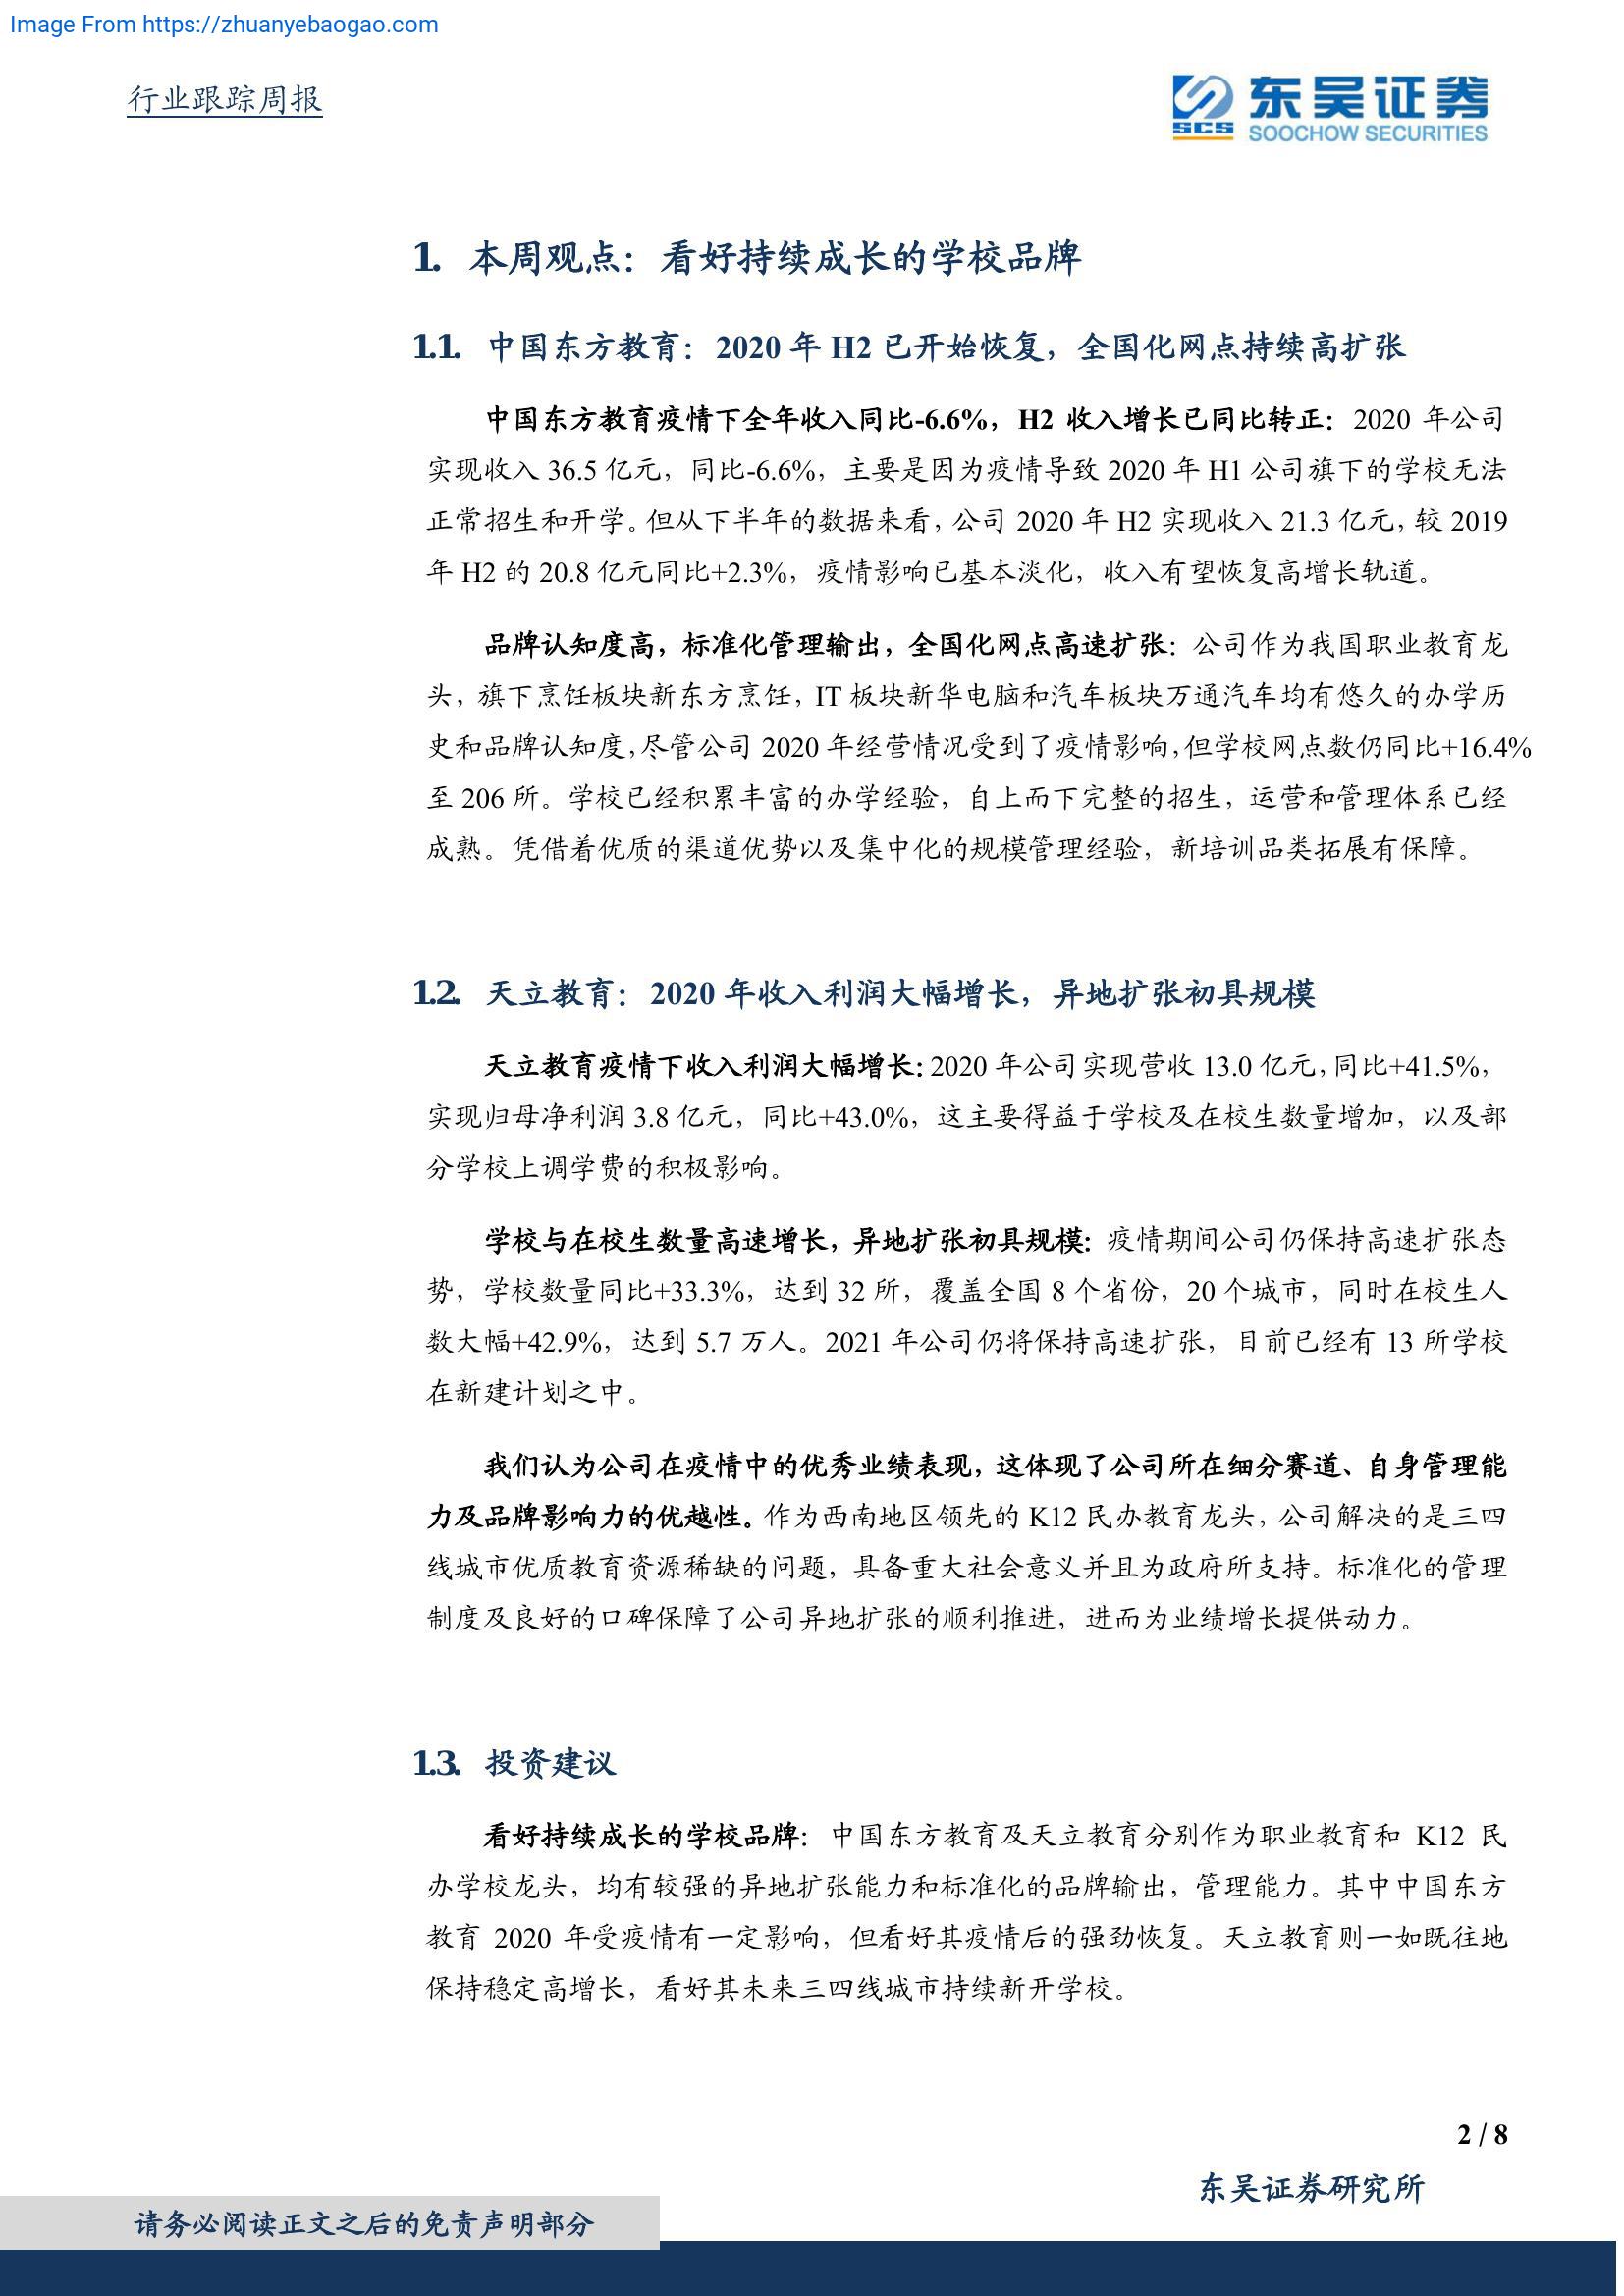 Image From https://zhuanyebaogao.com
行业跟踪周报
东吴证券
SCS
SOOCHOW SECURITIES
1. 本周观点：看好持续成长的学校品牌
1.1. 中国东方教育：2020 年 H2 已开始恢复，全国化网点持续高扩张
中国东方教育疫情下全年收入同比-6.6%，H2 收入增长已同比转正：2020 年公司
实现收入 36.5 亿元，同比-6.6%，主要是因为疫情导致 2020 年 H1 公司旗下的学校无法
正常招生和开学。但从下半年的数据来看，公司 2020 年 H2 实现收入 21.3 亿元，较 2019
年 H2 的 20.8 亿元同比+2.3%，疫情影响已基本淡化，收入有望恢复高增长轨道。
品牌认知度高，标准化管理输出，全国化网点高速扩张：公司作为我国职业教育龙
头，旗下烹饪板块新东方烹饪，IT 板块新华电脑和汽车板块万通汽车均有悠久的办学历
史和品牌认知度，尽管公司 2020 年经营情况受到了疫情影响，但学校网点数仍同比+16.4%
至 206 所。学校已经积累丰富的办学经验，自上而下完整的招生，运营和管理体系已经
成熟。凭借着优质的渠道优势以及集中化的规模管理经验，新培训品类拓展有保障。
1.2. 天立教育：2020 年收入利润大幅增长，异地扩张初具规模
天立教育疫情下收入利润大幅增长：2020 年公司实现营收 13.0 亿元，同比+41.5%，
实现归母净利润 3.8 亿元，同比+43.0%，这主要得益于学校及在校生数量增加，以及部
分学校上调学费的积极影响。
学校与在校生数量高速增长，异地扩张初具规模：疫情期间公司仍保持高速扩张态
势，学校数量同比+33.3%，达到 32 所，覆盖全国 8 个省份，20 个城市，同时在校生人
数大幅+42.9%，达到 5.7 万人。2021 年公司仍将保持高速扩张，目前已经有 13 所学校
在新建计划之中。
我们认为公司在疫情中的优秀业绩表现，这体现了公司所在细分赛道、自身管理能
力及品牌影响力的优越性。作为西南地区领先的 K12 民办教育龙头，公司解决的是三四
线城市优质教育资源稀缺的问题，具备重大社会意义并且为政府所支持。标准化的管理
制度及良好的口碑保障了公司异地扩张的顺利推进，进而为业绩增长提供动力。
1.3. 投资建议
看好持续成长的学校品牌：中国东方教育及天立教育分别作为职业教育和 K12 民
办学校龙头，均有较强的异地扩张能力和标准化的品牌输出，管理能力。其中中国东方
教育 2020 年受疫情有一定影响，但看好其疫情后的强劲恢复。天立教育则一如既往地
保持稳定高增长，看好其未来三四线城市持续新开学校。
2 / 8
东吴证券研究所
请务必阅读正文之后的免责声明部分